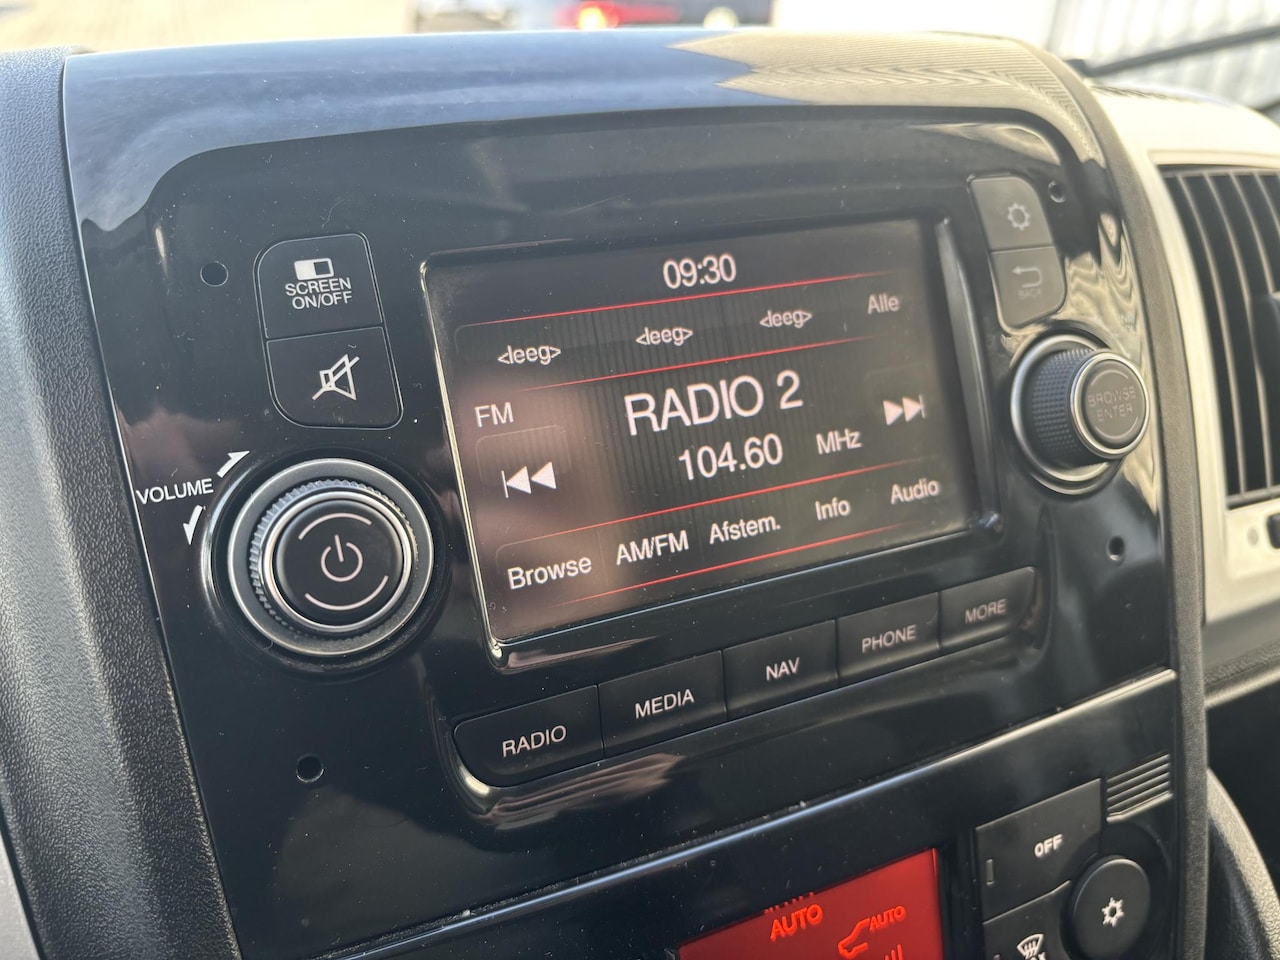 SCREEN
ON/OFF
VOLUME
09:30
<leeg> <leeg> <leeg> Alle
FM
RADIO 2
104.60 MHz
Browse AM/FM Afstem. Info Audio
BACK
BROWSE
ENTER
RADIO MEDIA NAV PHONE MORE
OFF
AUTO AUTO